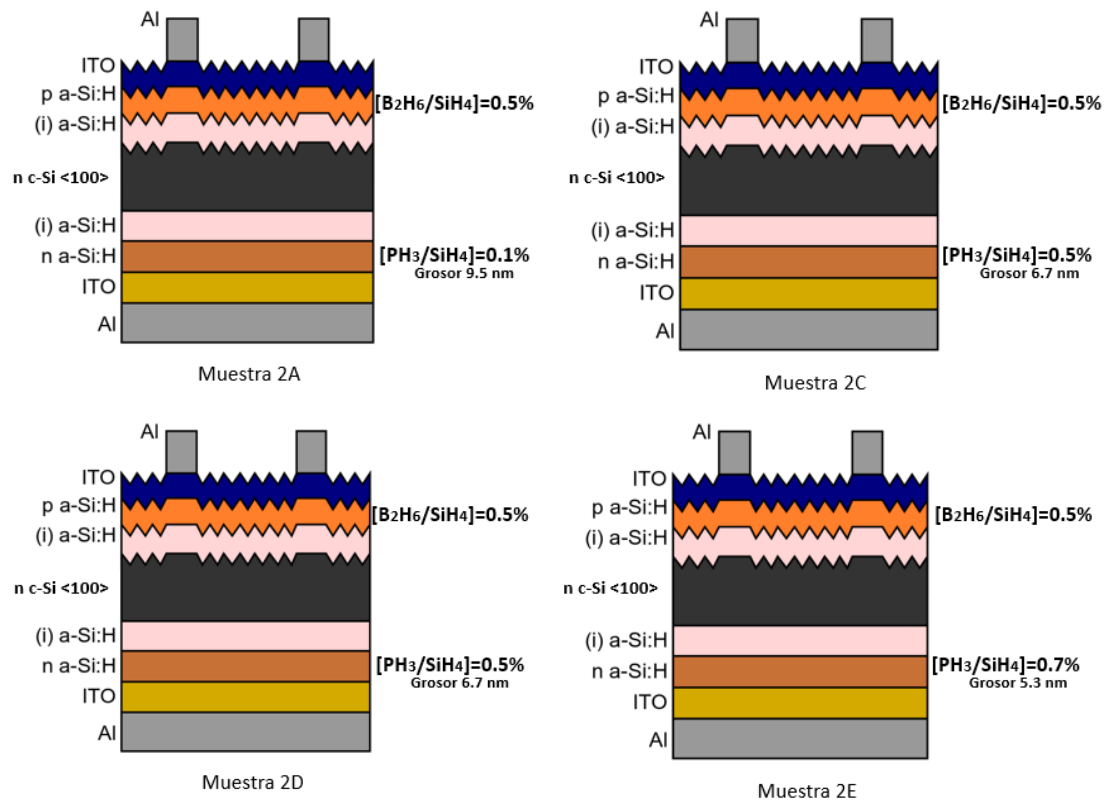 Al
ITO
p a-Si:H
[B2H6/SiH4]=0.5%
(i) a-Si:H
n c-Si <100>
(i) a-Si:H
n a-Si:H
[PH3/SiH4]=0.1%
Grosor 9.5 nm
ITO
Al
Muestra 2A
Al
ITO
p a-Si:H
[B2H6/SiH4]=0.5%
(i) a-Si:H
n c-Si <100>
(i) a-Si:H
n a-Si:H
[PH3/SiH4]=0.5%
Grosor 6.7 nm
ITO
Al
Muestra 2C
Al
ITO
p a-Si:H
[B2H6/SiH4]=0.5%
(i) a-Si:H
n c-Si <100>
(i) a-Si:H
n a-Si:H
[PH3/SiH4]=0.5%
Grosor 6.7 nm
ITO
Al
Muestra 2D
Al
ITO
p a-Si:H
[B2H6/SiH4]=0.5%
(i) a-Si:H
n c-Si <100>
(i) a-Si:H
n a-Si:H
[PH3/SiH4]=0.7%
Grosor 5.3 nm
ITO
Al
Muestra 2E